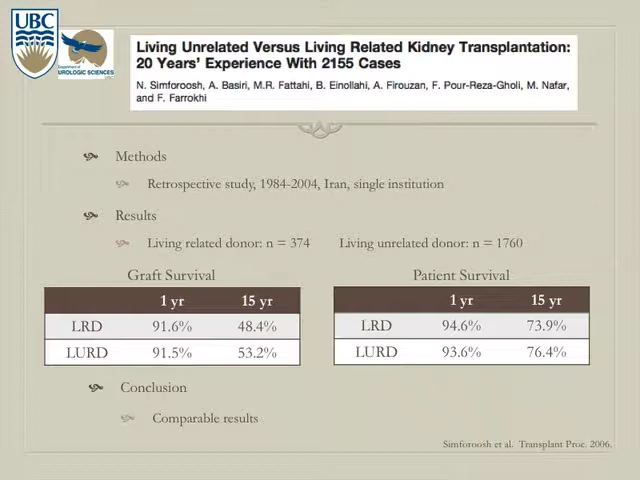 UBC
Department of
UROLOGIC SCIENCES
Living Unrelated Versus Living Related Kidney Transplantation:
20 Years' Experience With 2155 Cases
N. Simforoosh, A. Basiri, M.R. Fattahi, B. Einollahi, A. Firouzan, F. Pour-Reza-Gholi, M. Nafar,
and F. Farrokhi
Methods
Retrospective study, 1984-2004, Iran, single institution
Results
Living related donor: n = 374 Living unrelated donor: n = 1760
Graft Survival Patient Survival
1 yr 15 yr 1 yr 15 yr
LRD 91.6% 48.4% LRD 94.6% 73.9%
LURD 91.5% 53.2% LURD 93.6% 76.4%
Conclusion
Comparable results
Simforoosh et al. Transplant Proc. 2006.